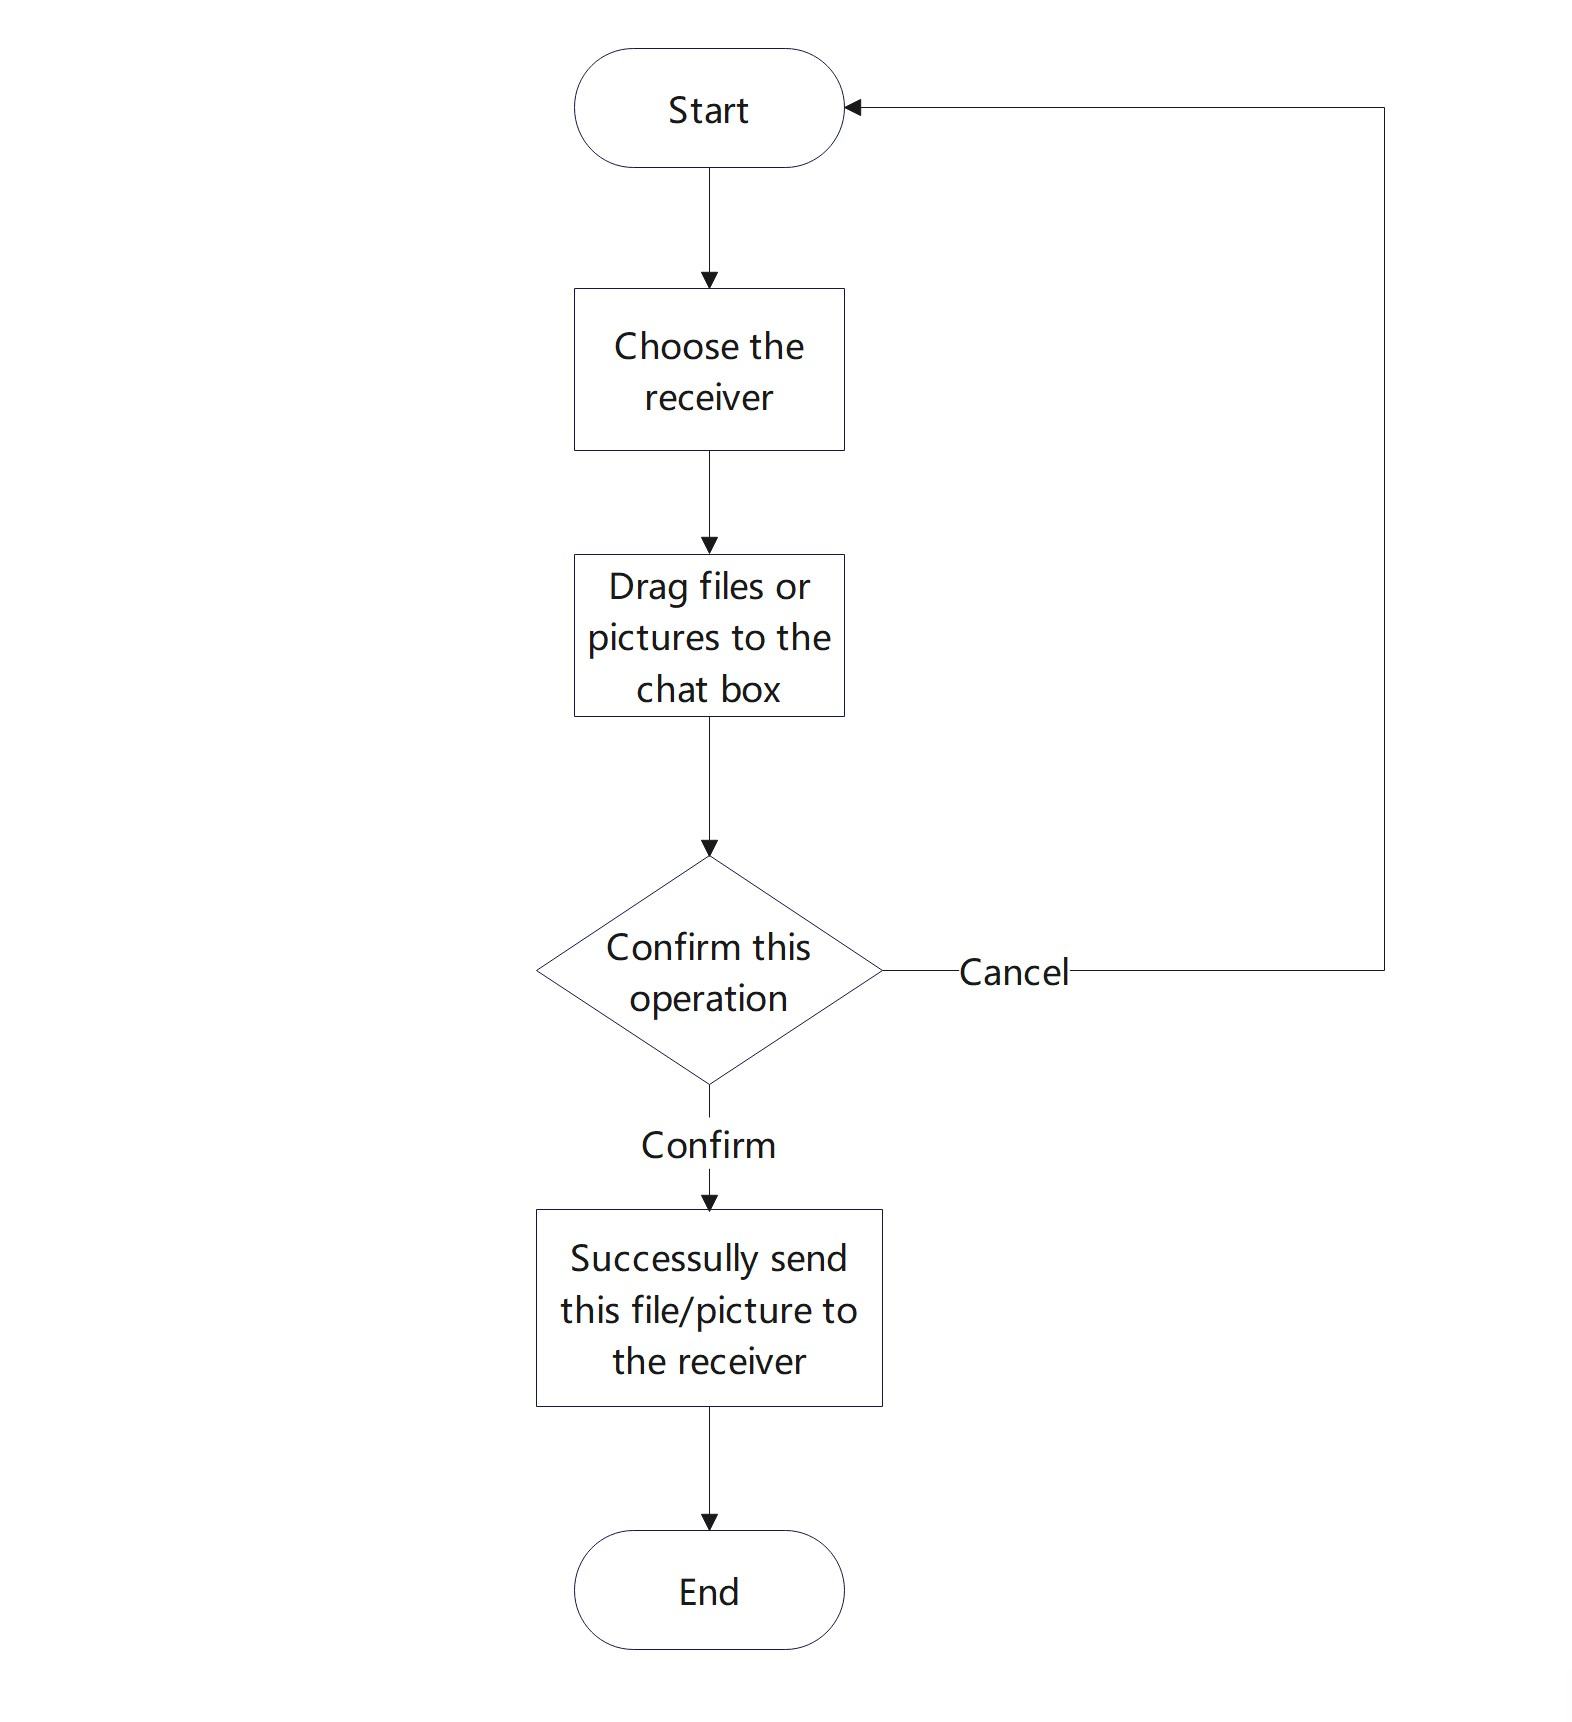 Start
Choose the
receiver
Drag files or
pictures to the
chat box
Confirm this
operation
Cancel
Confirm
Successully send
this file/picture to
the receiver
End